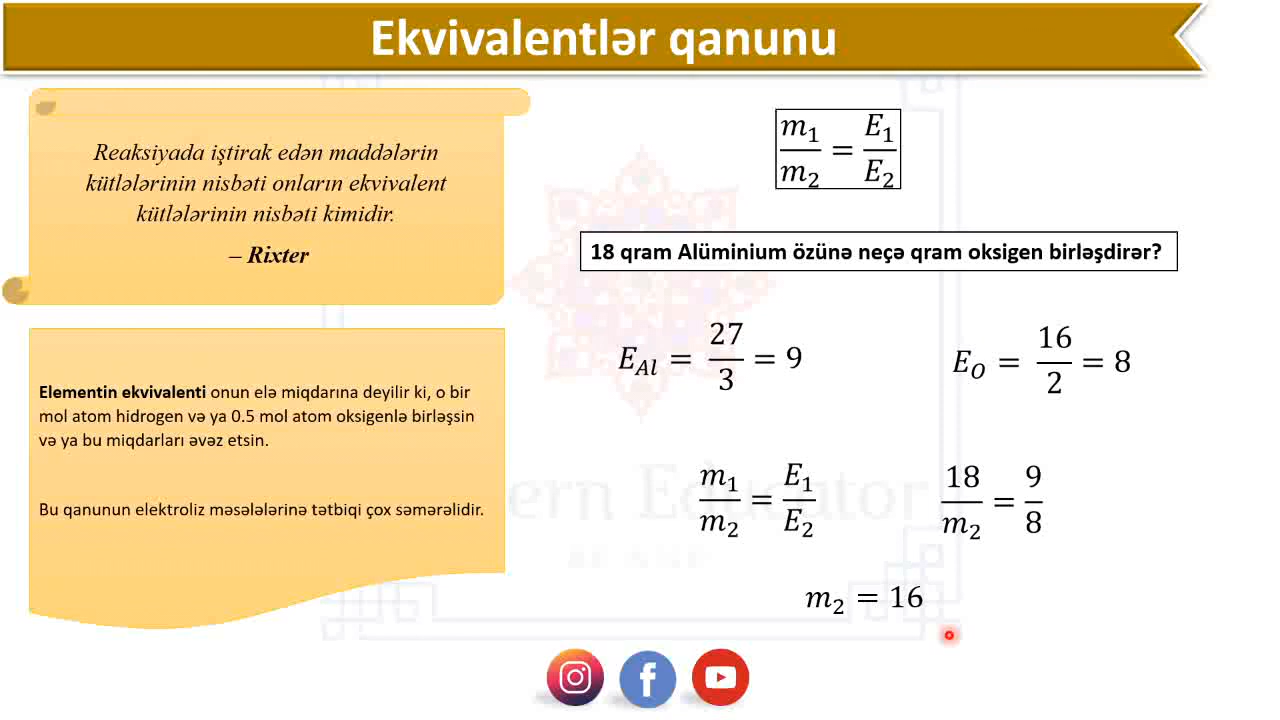 Ekvivalentlər qanunu
Reaksiyada iştirak edən maddələrin
kütlələrinin nisbəti onların ekvivalent
kütlələrinin nisbəti kimidir.
– Rixter
m₁/m₂ = E₁/E₂
18 qram Alüminium özünə neçə qram oksigen birləşdirər?
E_Al = 27/3 = 9
E_O = 16/2 = 8
Elementin ekvivalenti onun elə miqdarına deyilir ki, o bir
mol atom hidrogen və ya 0.5 mol atom oksigenlə birləşsin
və ya bu miqdarları əvəz etsin.
Bu qanunun elektroliz məsələlərinə tətbiqi çox səmərəlidir.
m₁/m₂ = E₁/E₂
18/m₂ = 9/8
m₂ = 16
ern Educator